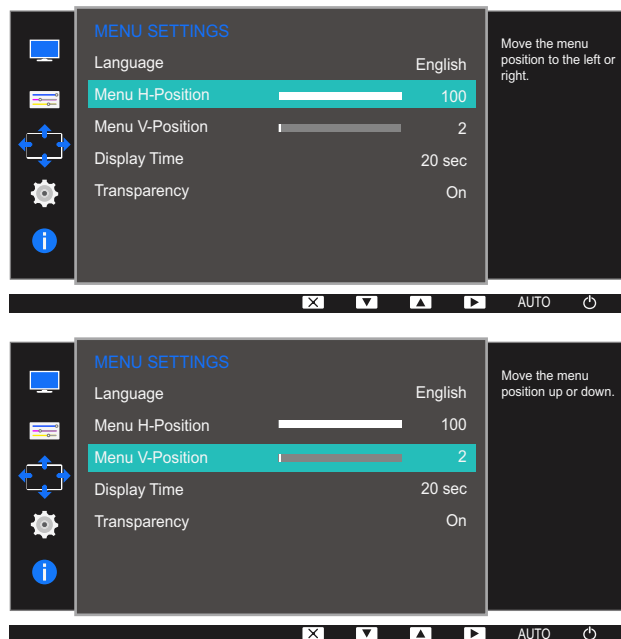 MENU SETTINGS
Language English
Menu H-Position 100
Menu V-Position 2
Display Time 20 sec
Transparency On
Move the menu
position to the left or
right.
AUTO
MENU SETTINGS
Language English
Menu H-Position 100
Menu V-Position 2
Display Time 20 sec
Transparency On
Move the menu
position up or down.
AUTO